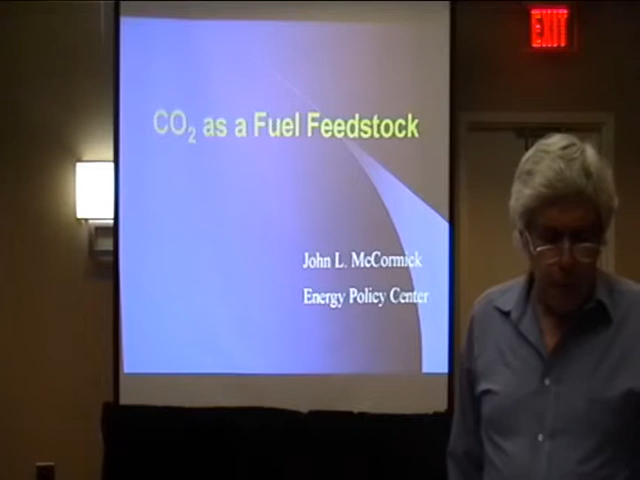 EXIT
CO₂ as a Fuel Feedstock
John L. McCormick
Energy Policy Center